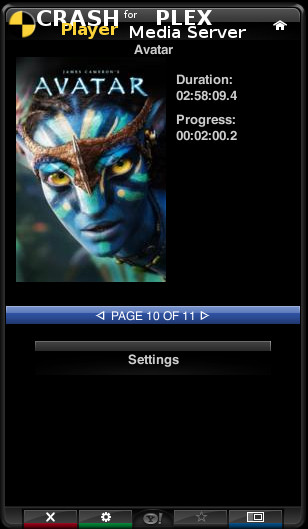 CRASH for PLEX
Player Media Server
Avatar
JAMES CAMERON'S
AVATAR
Duration:
02:58:09.4
Progress:
00:02:00.2
PAGE 10 OF 11
Settings
Y!